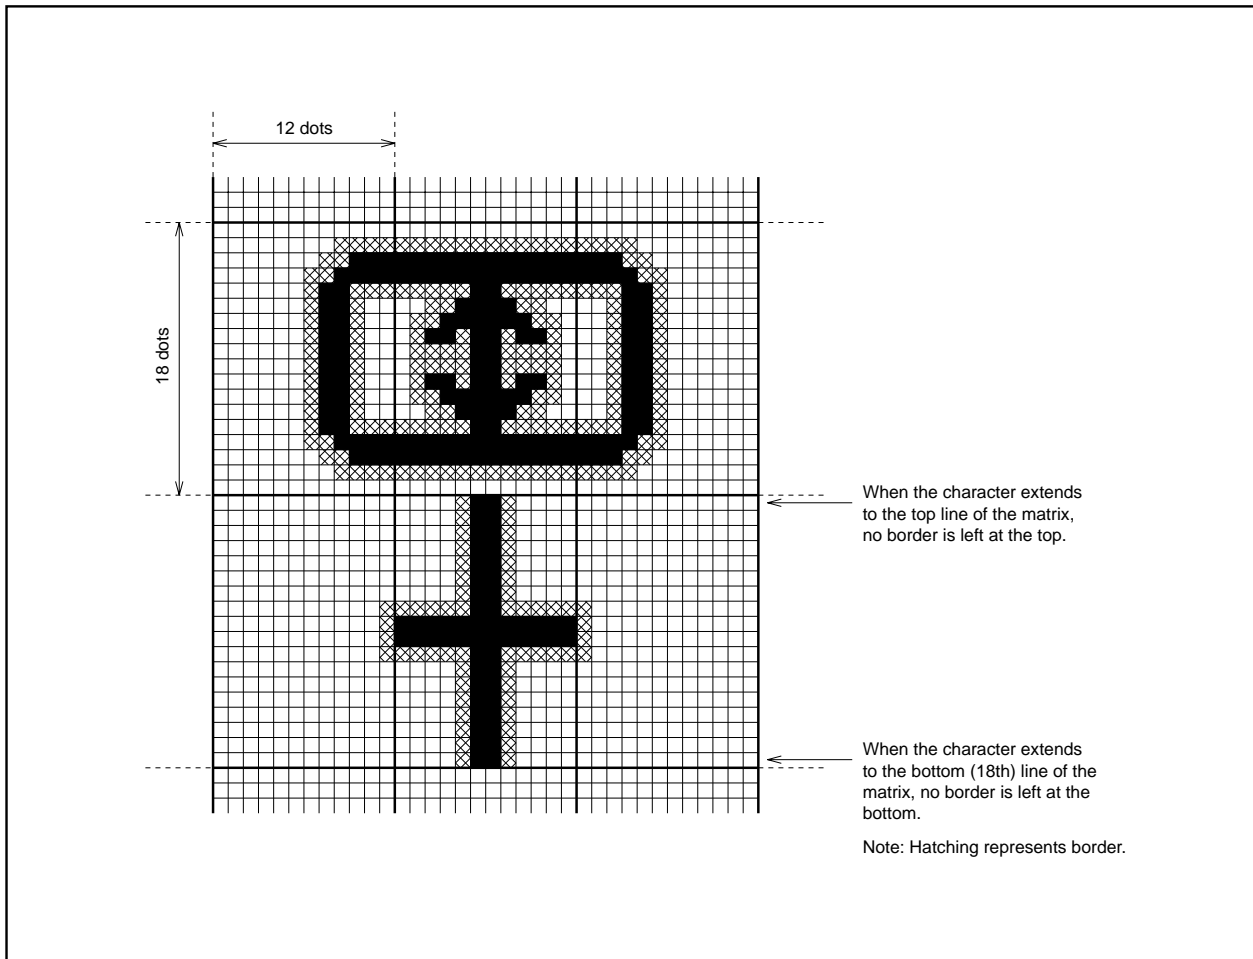 12 dots
18 dots
When the character extends
to the top line of the matrix,
no border is left at the top.
When the character extends
to the bottom (18th) line of the
matrix, no border is left at the
bottom.
Note: Hatching represents border.